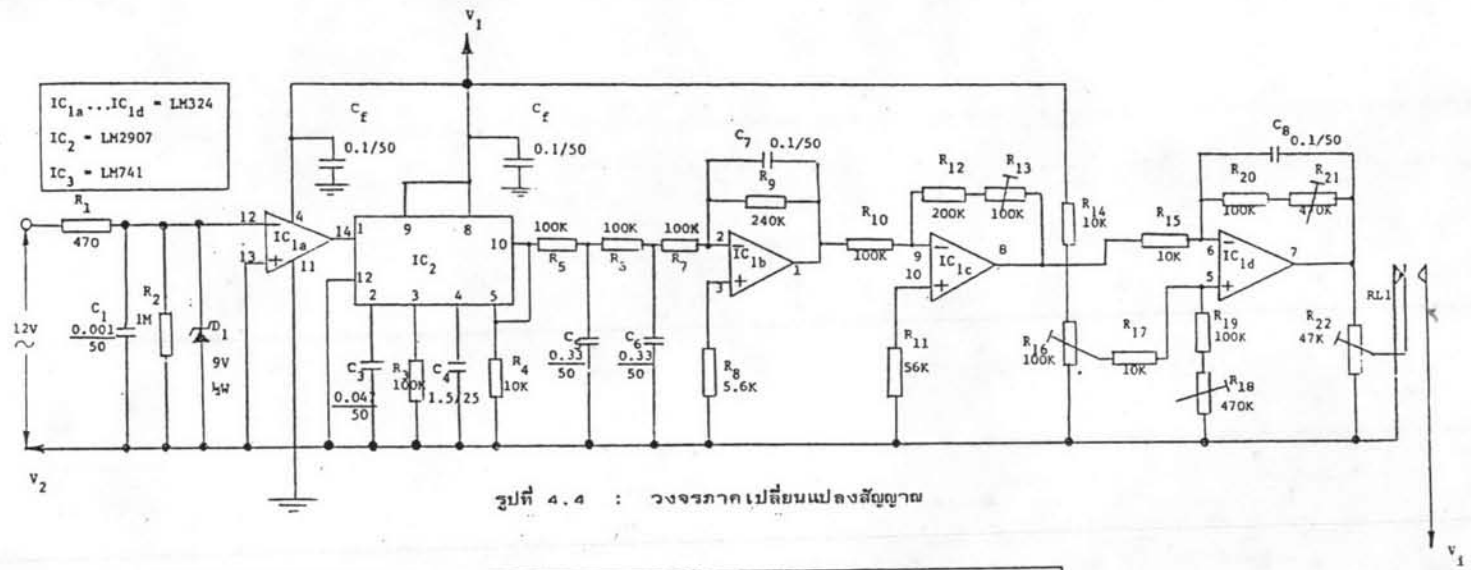 V1
IC1a...IC1d = LM324
IC2 = LM2907
IC3 = LM741
Cf
0.1/50
Cf
0.1/50
C7 0.1/50
R9
240K
R12
200K
R13
100K
C8 0.1/50
R20
100K
R21
470K
R1
470
12
13
4
11
14
IC1a
1
9
8
10
12
IC2
2
3
4
5
100K
R5
100K
100K
R7
2
3
IC1b
1
R10
100K
9
10
IC1c
8
R14
10K
R15
10K
6
5
IC1d
7
RL1
12V
~
C1
0.001
50
R2
1M
D1
9V
½W
C3
0.047
50
R3
100K
C4
1.5/25
R4
10K
C5
0.33
50
C6
0.33
50
R8
5.6K
R11
56K
R16
100K
R17
10K
R19
100K
R18
470K
R22
47K
V2
Vi
รูปที่ 4.4 : วงจรภาคเปลี่ยนแปลงสัญญาณ